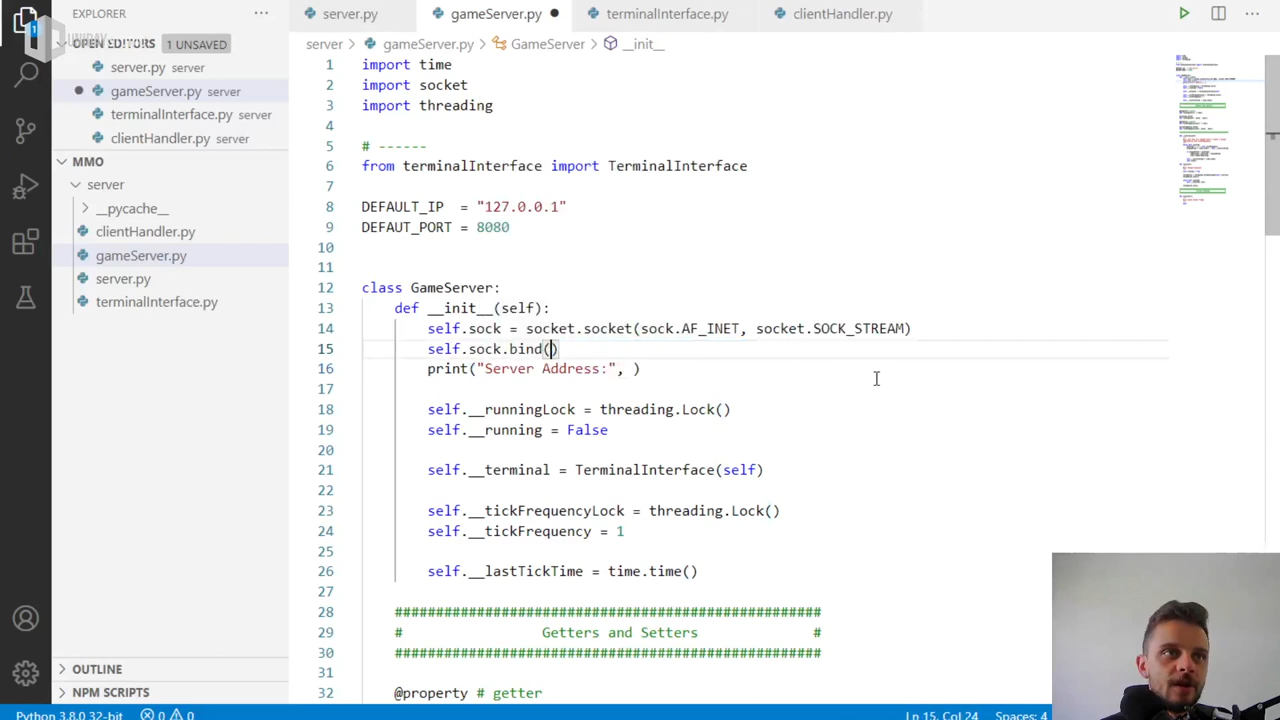 EXPLORER
server.py
gameServer.py
terminalInterface.py
clientHandler.py
1
OPEN EDITORS
1 UNSAVED
server > gameServer.py > GameServer > __init__
server.py server
gameServer.py server
terminalInterface.py server
clientHandler.py server
MMO
server
__pycache__
clientHandler.py
gameServer.py
server.py
terminalInterface.py
OUTLINE
NPM SCRIPTS
1 import time
2 import socket
3 import threading
4
5 # ------
6 from terminalInterface import TerminalInterface
7
8 DEFAULT_IP = "127.0.0.1"
9 DEFAUT_PORT = 8080
10
11
12 class GameServer:
13 def __init__(self):
14 self.sock = socket.socket(sock.AF_INET, socket.SOCK_STREAM)
15 self.sock.bind()
16 print("Server Address:", )
17
18 self.__runningLock = threading.Lock()
19 self.__running = False
20
21 self.__terminal = TerminalInterface(self)
22
23 self.__tickFrequencyLock = threading.Lock()
24 self.__tickFrequency = 1
25
26 self.__lastTickTime = time.time()
27
28 ####################################################
29 # Getters and Setters #
30 ####################################################
31
32 @property # getter
Python 3.8.0 32-bit 0 0
Ln 15, Col 24 Spaces: 4